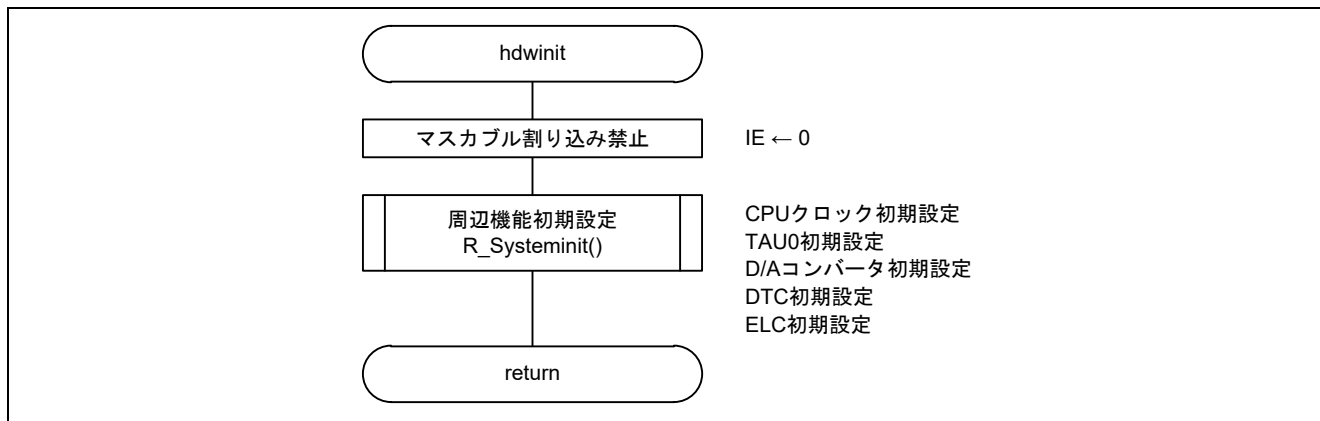 hdwinit
マスカブル割り込み禁止
IE ← 0
周辺機能初期設定
R_Systeminit()
CPUクロック初期設定
TAU0初期設定
D/Aコンバータ初期設定
DTC初期設定
ELC初期設定
return